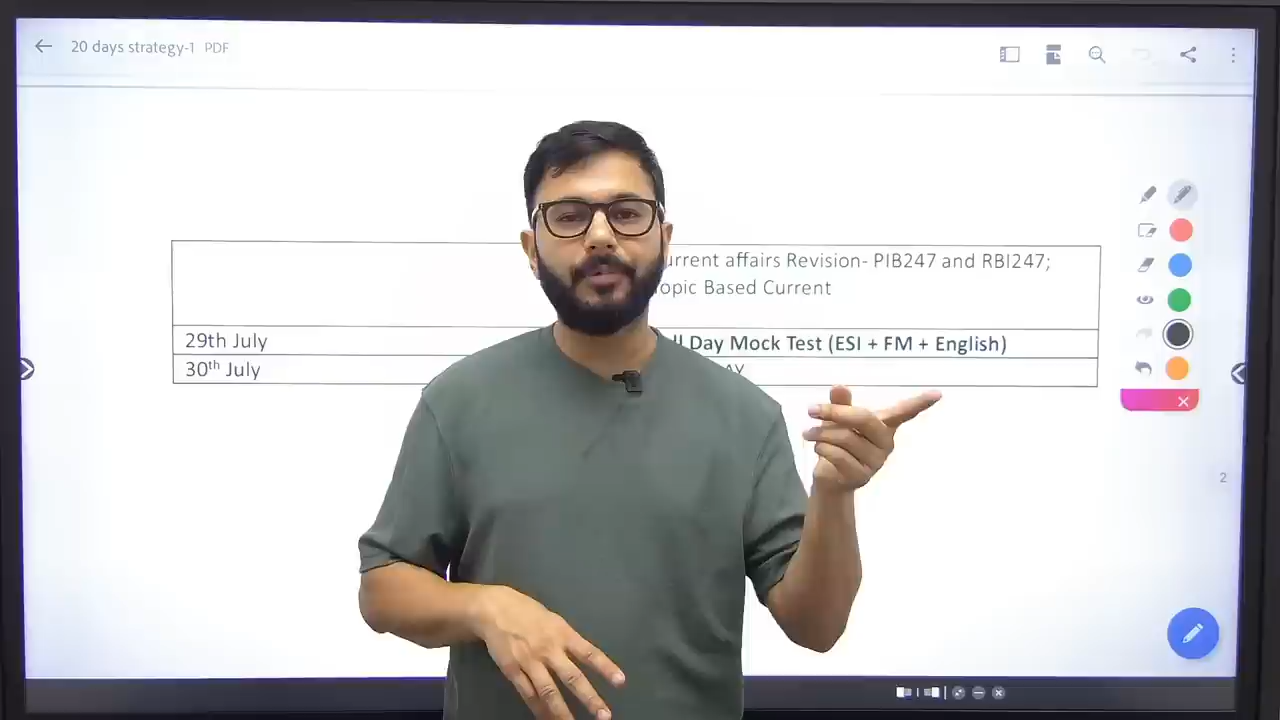 20 days strategy-1 PDF
urrent affairs Revision- PIB247 and RBI247;
opic Based Current
29th July
ll Day Mock Test (ESI + FM + English)
30th July
AY
2